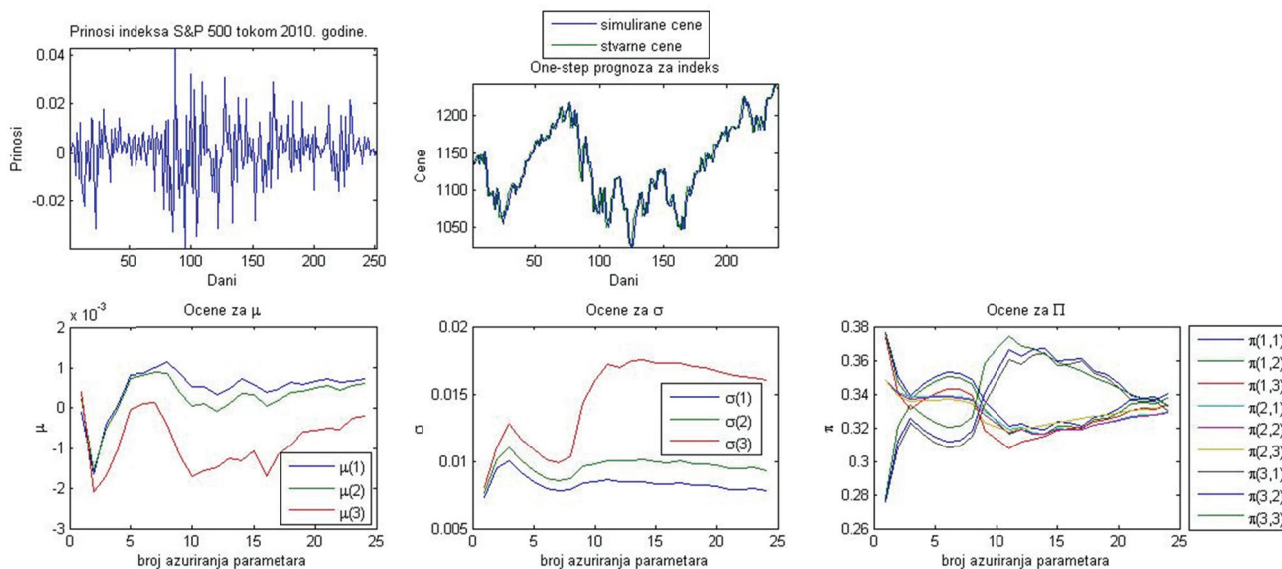 Prinosi indeksa S&P 500 tokom 2010. godine.
0.04
0.02
0
-0.02
Prinosi
50 100 150 200 250
Dani
simulirane cene
stvarne cene
One-step prognoza za indeks
1200
1150
1100
1050
Cene
50 100 150 200
Dani
Ocene za μ
x 10⁻³
2
1
0
-1
-2
-3
μ
μ(1)
μ(2)
μ(3)
0 5 10 15 20 25
broj azuriranja parametara
Ocene za σ
0.02
0.015
0.01
0.005
σ
σ(1)
σ(2)
σ(3)
0 5 10 15 20 25
broj azuriranja parametara
Ocene za Π
0.38
0.36
0.34
0.32
0.3
0.28
0.26
π
0 5 10 15 20 25
broj azuriranja parametara
π(1,1)
π(1,2)
π(1,3)
π(2,1)
π(2,2)
π(2,3)
π(3,1)
π(3,2)
π(3,3)